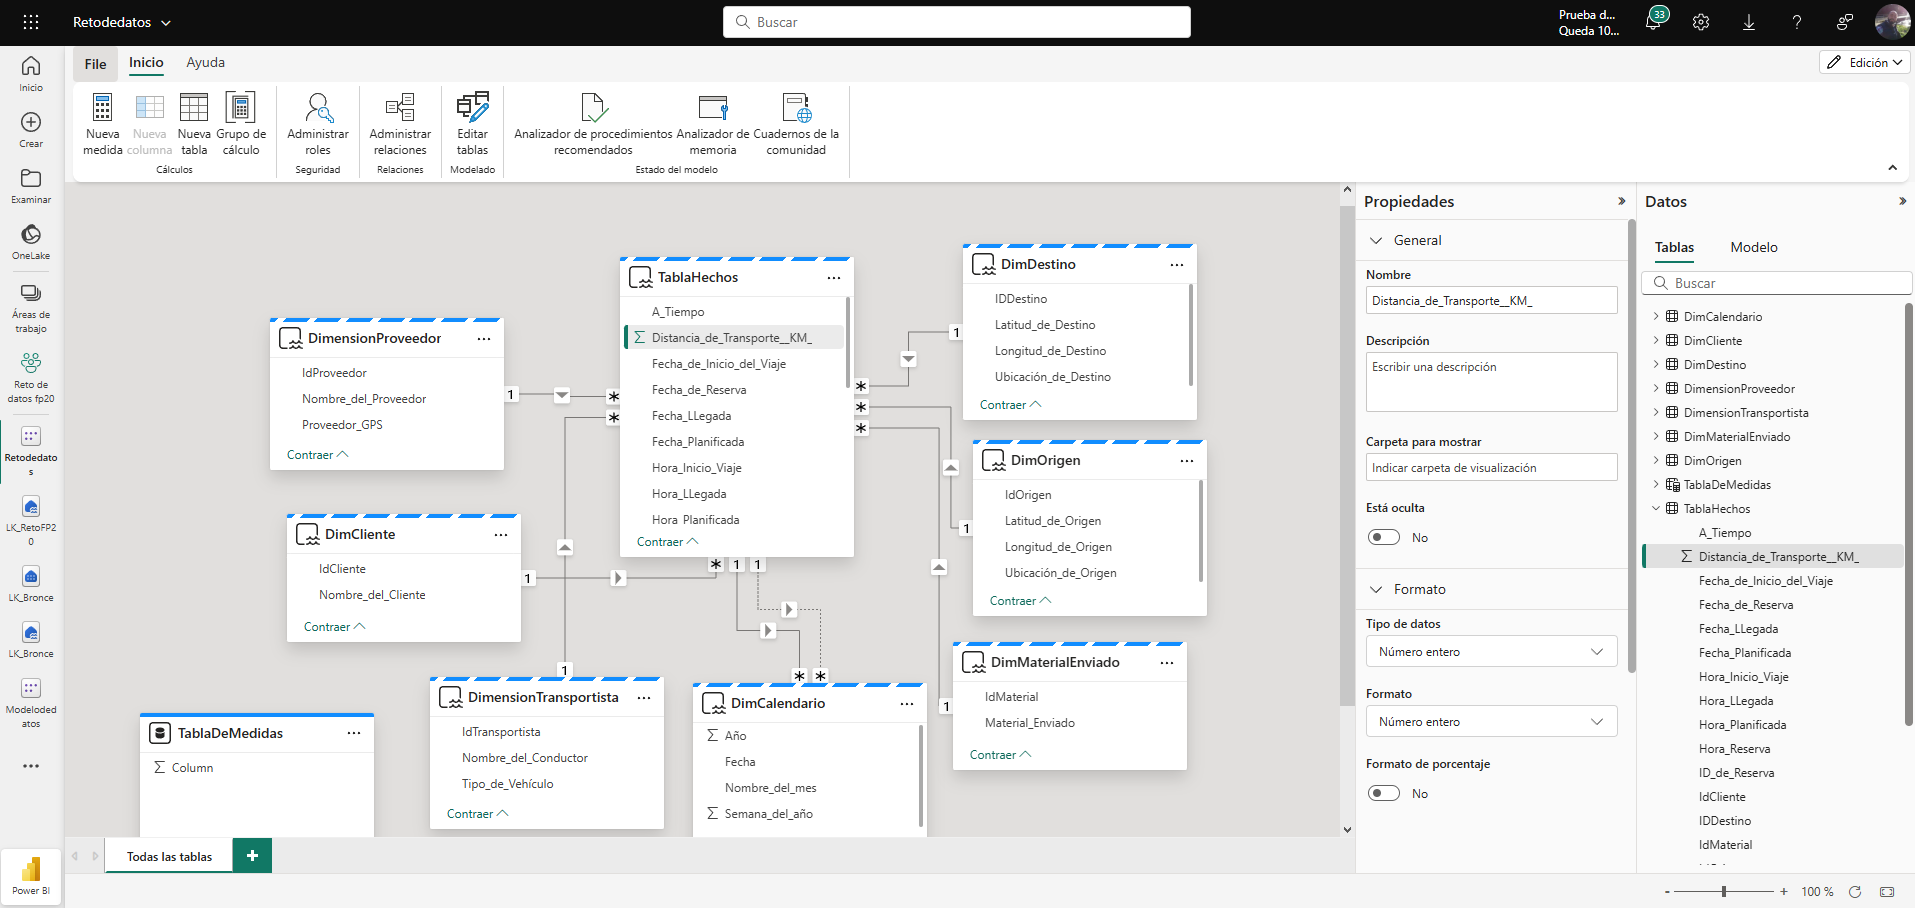 Retodedatos
Buscar
Prueba d...
Queda 10...
33
?
File
Inicio
Ayuda
Edición
Nueva medida
Nueva columna
Nueva tabla
Grupo de cálculo
Cálculos
Administrar roles
Seguridad
Administrar relaciones
Relaciones
Editar tablas
Modelado
Analizador de procedimientos recomendados
Analizador de memoria
Cuadernos de la comunidad
Estado del modelo
Inicio
Crear
Examinar
OneLake
Áreas de trabajo
Reto de datos fp20
Retodedato
s
LK_RetoFP2
0
LK_Bronce
LK_Bronce
Modeloded
atos
...
Power BI
DimensionProveedor
...
IdProveedor
Nombre_del_Proveedor
Proveedor_GPS
Contraer
1
*
DimCliente
...
IdCliente
Nombre_del_Cliente
Contraer
1
*
TablaHechos
...
A_Tiempo
Σ Distancia_de_Transporte__KM_
Fecha_de_Inicio_del_Viaje
Fecha_de_Reserva
Fecha_LLegada
Fecha_Planificada
Hora_Inicio_Viaje
Hora_LLegada
Hora_Planificada
Contraer
* 1 1
*
*
*
*
DimDestino
...
IDDestino
Latitud_de_Destino
Longitud_de_Destino
Ubicación_de_Destino
Contraer
1
DimOrigen
...
IdOrigen
Latitud_de_Origen
Longitud_de_Origen
Ubicación_de_Origen
Contraer
1
DimMaterialEnviado
...
IdMaterial
Material_Enviado
Contraer
1
TablaDeMedidas
...
Σ Column
1
DimensionTransportista
...
IdTransportista
Nombre_del_Conductor
Tipo_de_Vehículo
Contraer
* *
DimCalendario
...
Σ Año
Fecha
Nombre_del_mes
Σ Semana_del_año
Todas las tablas
+
Propiedades
General
Nombre
Distancia_de_Transporte__KM_
Descripción
Escribir una descripción
Carpeta para mostrar
Indicar carpeta de visualización
Está oculta
No
Formato
Tipo de datos
Número entero
Formato
Número entero
Formato de porcentaje
No
Datos
Tablas
Modelo
Buscar
DimCalendario
DimCliente
DimDestino
DimensionProveedor
DimensionTransportista
DimMaterialEnviado
DimOrigen
TablaDeMedidas
TablaHechos
A_Tiempo
Σ Distancia_de_Transporte__KM_
Fecha_de_Inicio_del_Viaje
Fecha_de_Reserva
Fecha_LLegada
Fecha_Planificada
Hora_Inicio_Viaje
Hora_LLegada
Hora_Planificada
Hora_Reserva
ID_de_Reserva
IdCliente
IDDestino
IdMaterial
- + 100 %